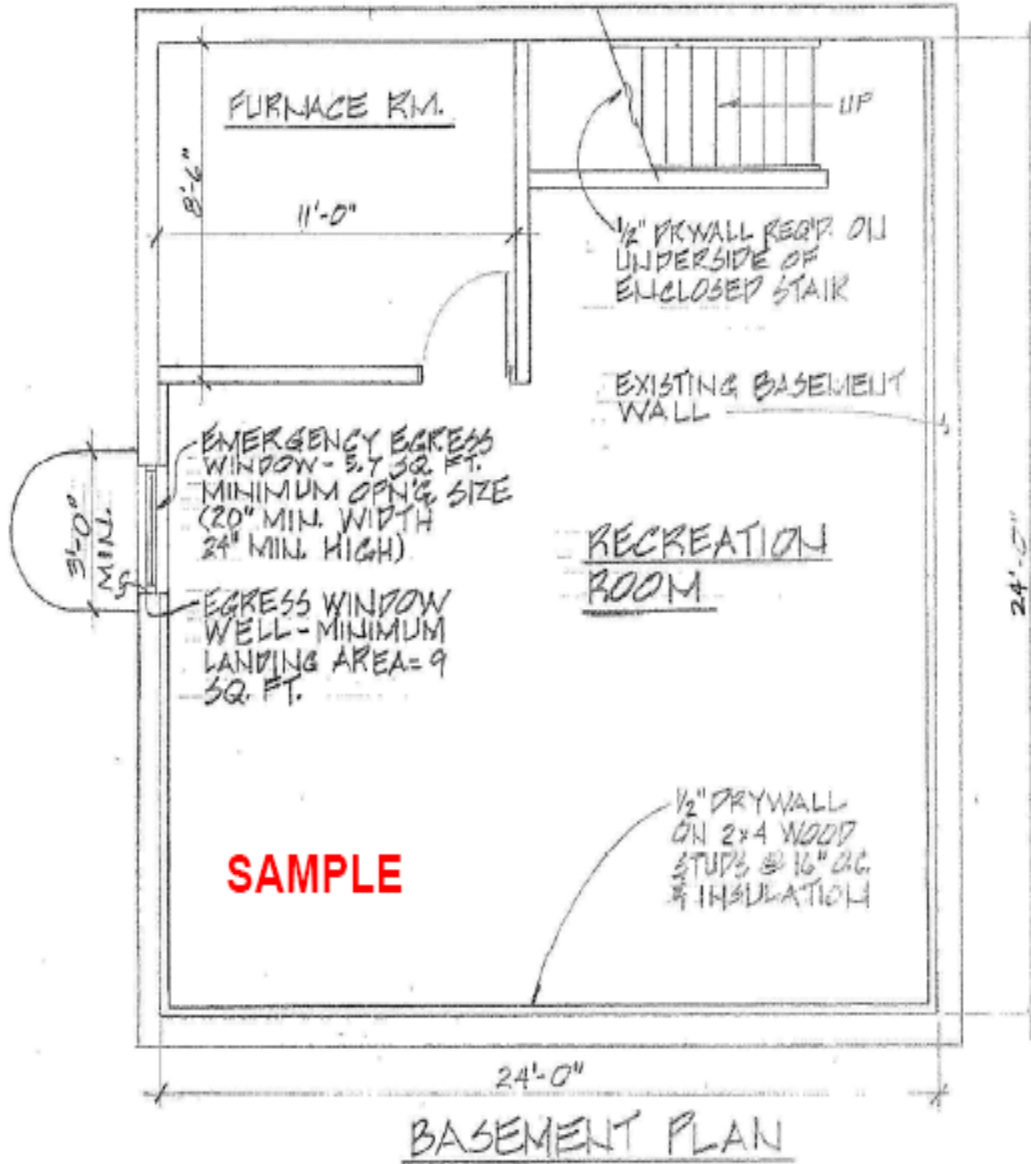 FURNACE RM.
UP
8'-6"
11'-0"
1/2" DRYWALL REQ'D. ON
UNDERSIDE OF
ENCLOSED STAIR
EXISTING BASEMENT
WALL
EMERGENCY EGRESS
WINDOW - 5.7 SQ. FT.
MINIMUM OPN'G SIZE
(20" MIN. WIDTH
24" MIN. HIGH)
3'-0"
MIN.
RECREATION
ROOM
24'-0"
EGRESS WINDOW
WELL - MINIMUM
LANDING AREA = 9
SQ. FT.
1/2" DRYWALL
ON 2x4 WOOD
STUDS @ 16" O.C.
& INSULATION
SAMPLE
24'-0"
BASEMENT PLAN